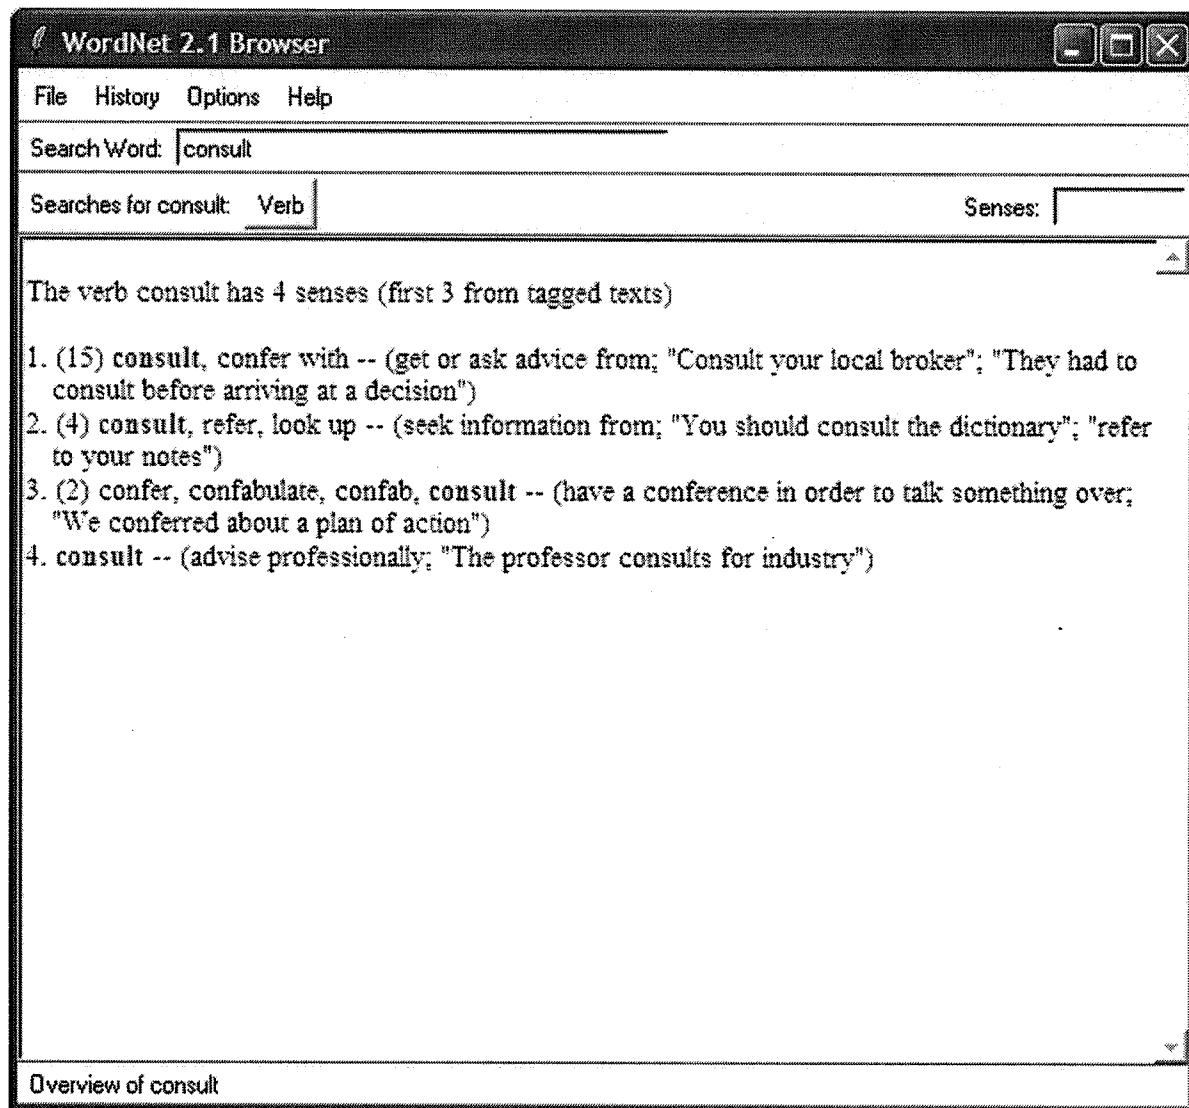 WordNet 2.1 Browser
File History Options Help
Search Word: consult
Searches for consult: Verb Senses:
The verb consult has 4 senses (first 3 from tagged texts)
1. (15) consult, confer with -- (get or ask advice from; "Consult your local broker"; "They had to
consult before arriving at a decision")
2. (4) consult, refer, look up -- (seek information from; "You should consult the dictionary"; "refer
to your notes")
3. (2) confer, confabulate, confab, consult -- (have a conference in order to talk something over;
"We conferred about a plan of action")
4. consult -- (advise professionally; "The professor consults for industry")
Overview of consult